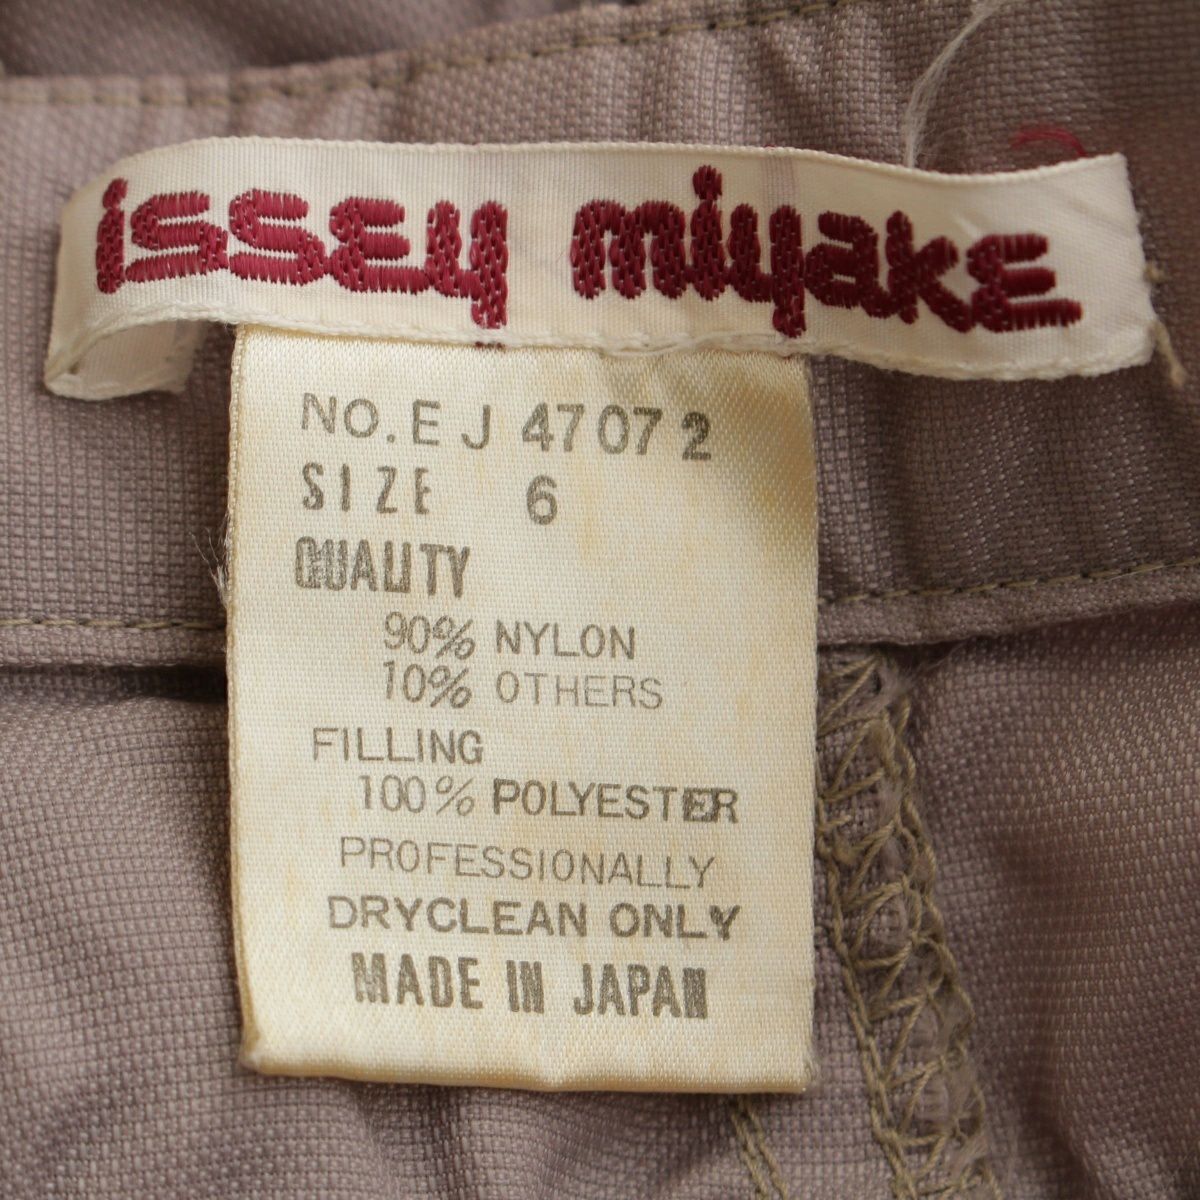 issey miyake
NO. EJ 47072
SIZE 6
QUALITY
90% NYLON
10% OTHERS
FILLING
100% POLYESTER
PROFESSIONALLY
DRYCLEAN ONLY
MADE IN JAPAN